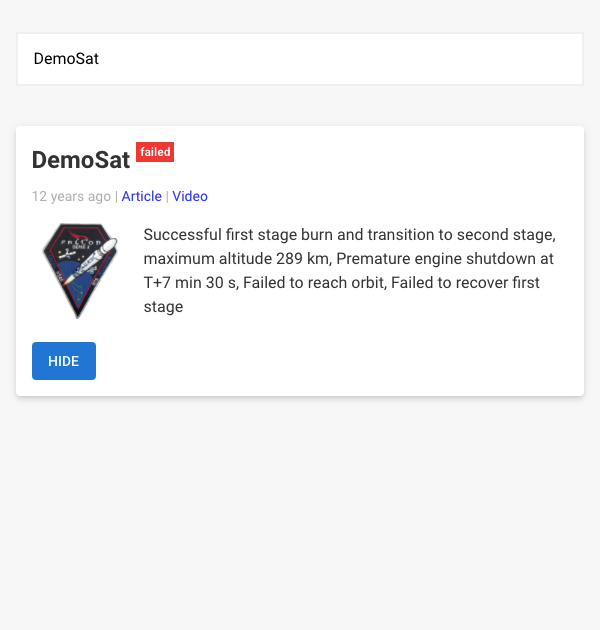 DemoSat
DemoSat failed
12 years ago | Article | Video
Successful first stage burn and transition to second stage,
maximum altitude 289 km, Premature engine shutdown at
T+7 min 30 s, Failed to reach orbit, Failed to recover first
stage
HIDE